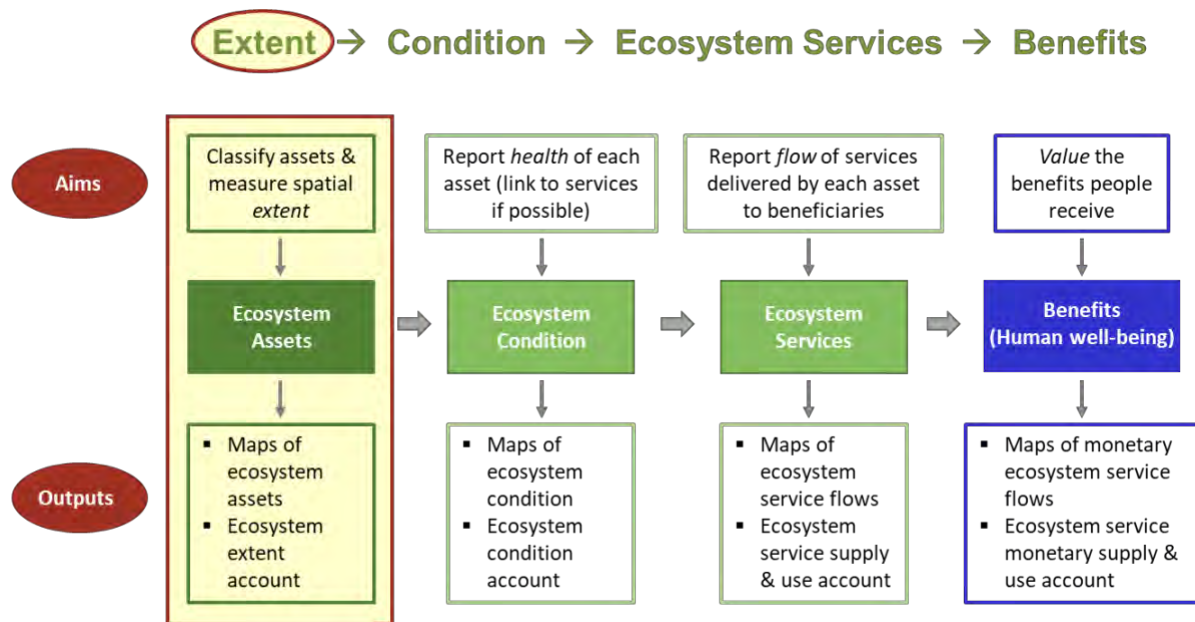 Extent → Condition → Ecosystem Services → Benefits
Aims
Classify assets &
measure spatial
extent
Report health of each
asset (link to services
if possible)
Report flow of services
delivered by each asset
to beneficiaries
Value the
benefits people
receive
Ecosystem
Assets
Ecosystem
Condition
Ecosystem
Services
Benefits
(Human well-being)
Outputs
▪ Maps of
ecosystem
assets
▪ Ecosystem
extent
account
▪ Maps of
ecosystem
condition
▪ Ecosystem
condition
account
▪ Maps of
ecosystem
service flows
▪ Ecosystem
service supply
& use account
▪ Maps of monetary
ecosystem service
flows
▪ Ecosystem service
monetary supply &
use account